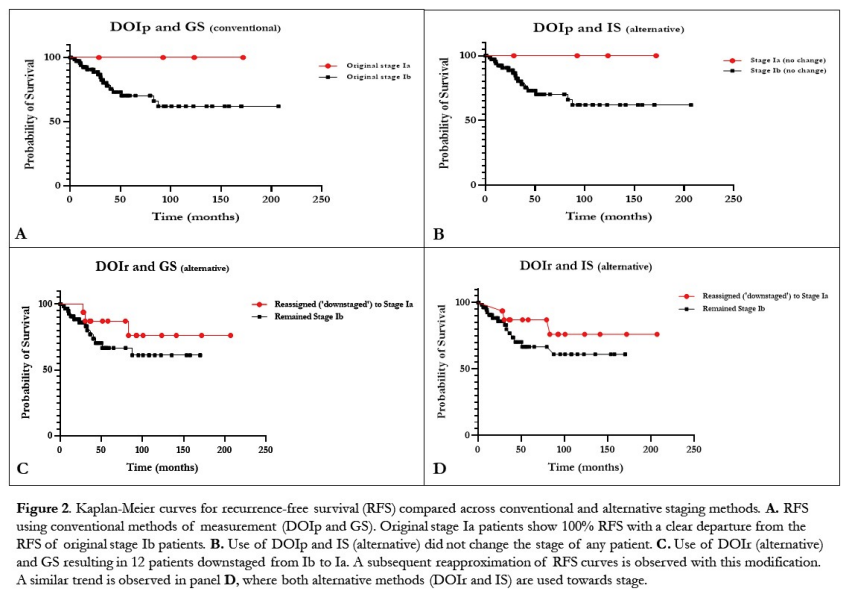 DOIp and GS (conventional)
100
50
0
0
50
100
150
200
250
Probability of Survival
Time (months)
Original stage Ia
Original stage Ib
A
DOIp and IS (alternative)
100
50
0
0
50
100
150
200
250
Probability of Survival
Time (months)
Stage Ia (no change)
Stage Ib (no change)
B
DOIr and GS (alternative)
100
50
0
0
50
100
150
200
250
Probability of Survival
Time (months)
Reassigned ('downstaged') to Stage Ia
Remained Stage Ib
C
DOIr and IS (alternative)
100
50
0
0
50
100
150
200
250
Probability of Survival
Time (months)
Reassigned ('downstaged') to Stage Ia
Remained Stage Ib
D
Figure 2. Kaplan-Meier curves for recurrence-free survival (RFS) compared across conventional and alternative staging methods. A. RFS
using conventional methods of measurement (DOIp and GS). Original stage Ia patients show 100% RFS with a clear departure from the
RFS of original stage Ib patients. B. Use of DOIp and IS (alternative) did not change the stage of any patient. C. Use of DOIr (alternative)
and GS resulting in 12 patients downstaged from Ib to Ia. A subsequent reapproximation of RFS curves is observed with this modification.
A similar trend is observed in panel D, where both alternative methods (DOIr and IS) are used towards stage.